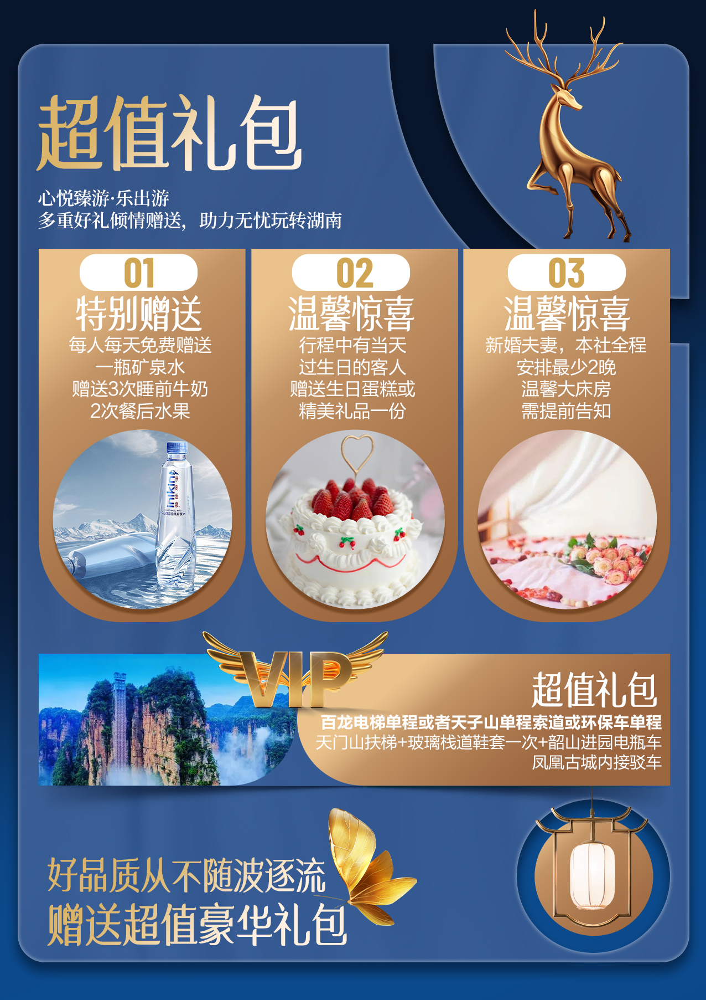 超值礼包
心悦臻游·乐出游
多重好礼倾情赠送，助力无忧玩转湖南
01
特别赠送
每人每天免费赠送
一瓶矿泉水
赠送3次睡前牛奶
2次餐后水果
02
温馨惊喜
行程中有当天
过生日的客人
赠送生日蛋糕或
精美礼品一份
03
温馨惊喜
新婚夫妻，本社全程
安排最少2晚
温馨大床房
需提前告知
inikin
VIP
超值礼包
百龙电梯单程或者天子山单程索道或环保车单程
天门山扶梯+玻璃栈道鞋套一次+韶山进园电瓶车
凤凰古城内接驳车
好品质从不随波逐流
赠送超值豪华礼包